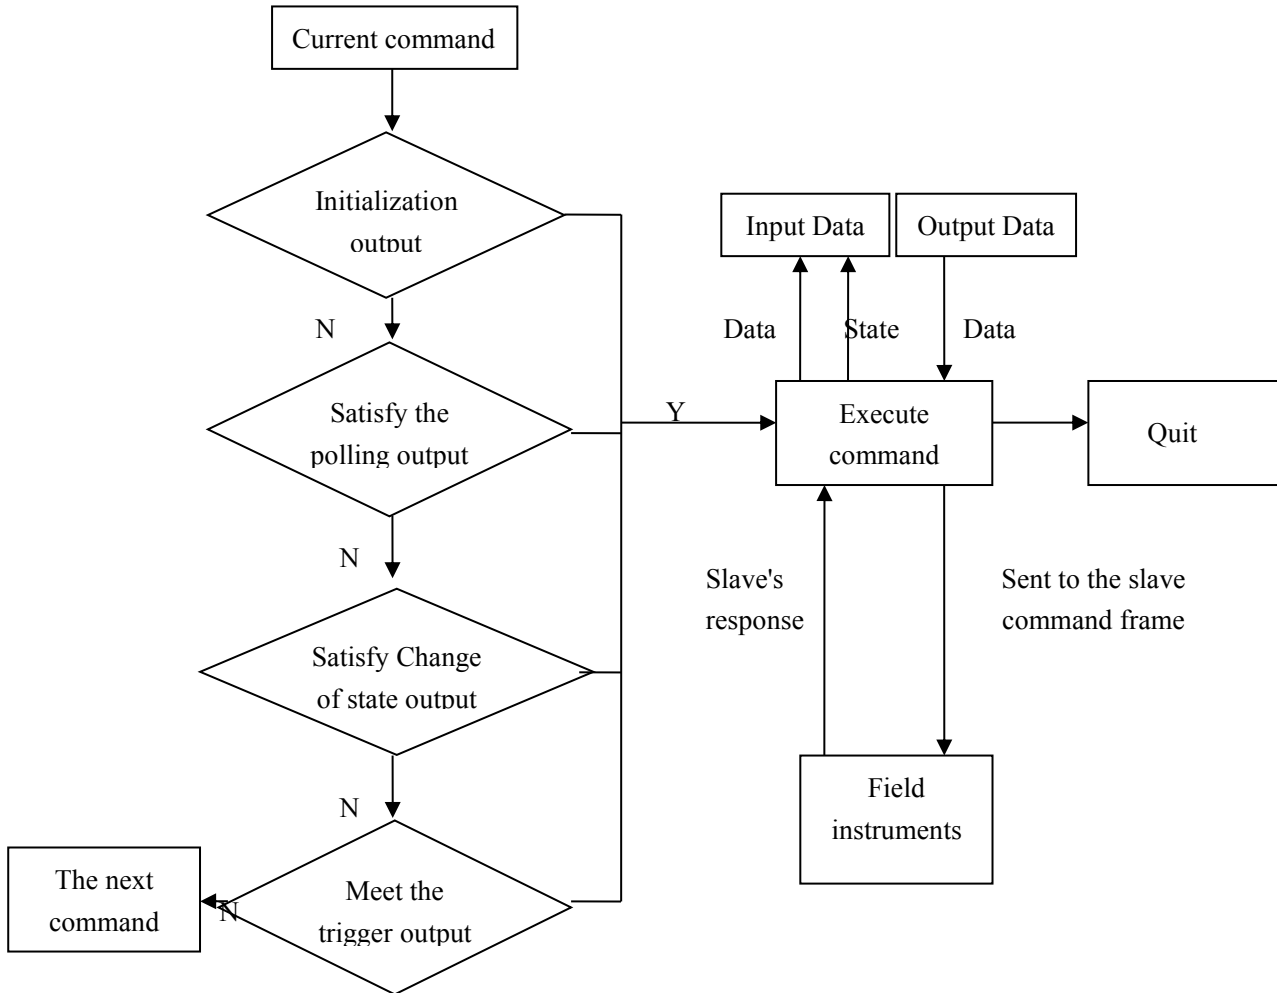 Current command
Initialization
output
N
Satisfy the
polling output
N
Satisfy Change
of state output
N
Meet the
trigger output
N
The next
command
Y
Input Data
Output Data
Data
State
Data
Execute
command
Quit
Slave's
response
Sent to the slave
command frame
Field
instruments